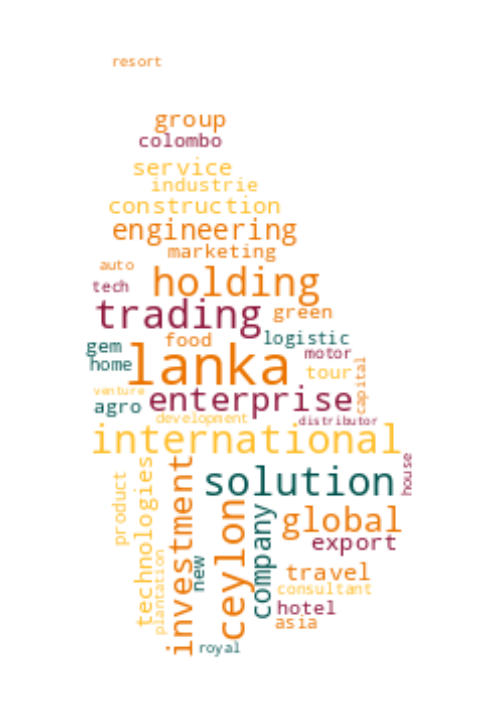 resort
group
colombo
service
industrie
construction
engineering
marketing
auto
holding
tech
trading
green
food
logistic
gem
motor
lanka
home
tour
capital
venture
enterprise
agro
development
distributor
international
house
solution
product
technologies
investment
ceylon
company
global
export
new
plantation
travel
consultant
hotel
asia
royal